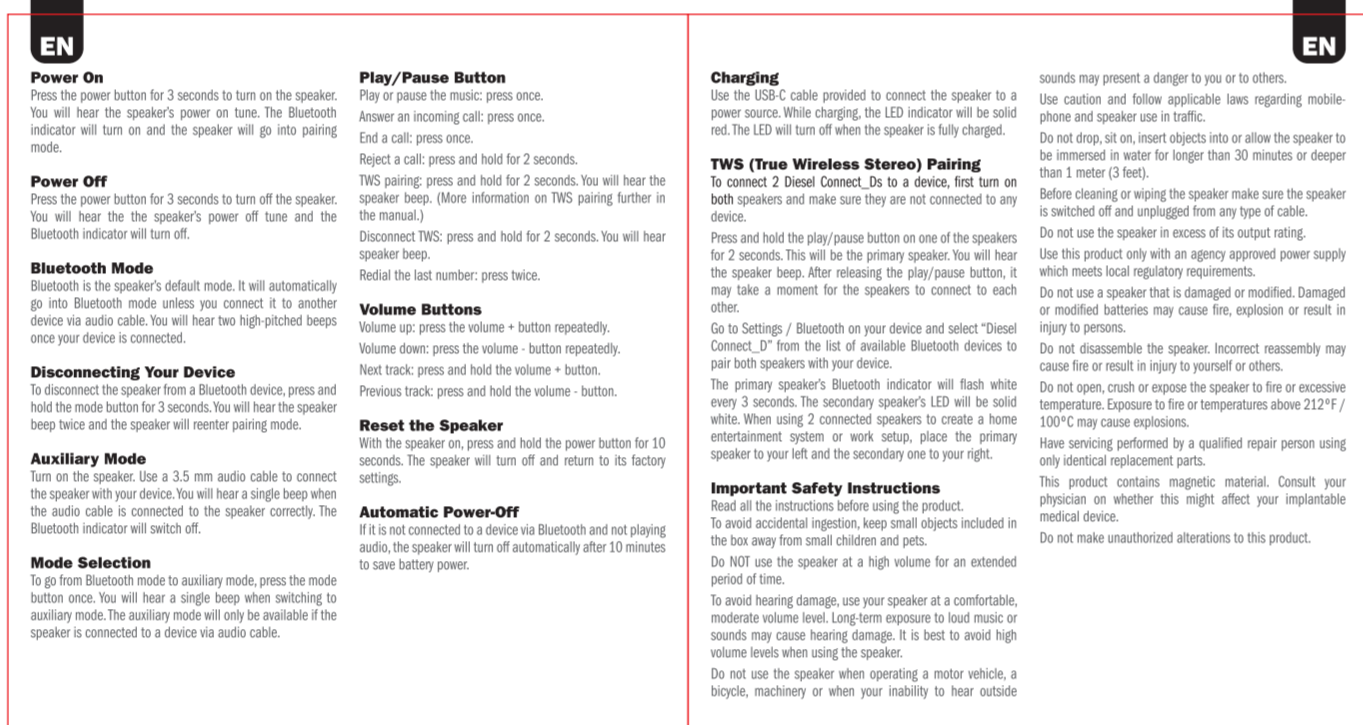 EN
Power On
Press the power button for 3 seconds to turn on the speaker.
You will hear the speaker's power on tune. The Bluetooth
indicator will turn on and the speaker will go into pairing
mode.
Power Off
Press the power button for 3 seconds to turn off the speaker.
You will hear the the speaker's power off tune and the
Bluetooth indicator will turn off.
Bluetooth Mode
Bluetooth is the speaker's default mode. It will automatically
go into Bluetooth mode unless you connect it to another
device via audio cable. You will hear two high-pitched beeps
once your device is connected.
Disconnecting Your Device
To disconnect the speaker from a Bluetooth device, press and
hold the mode button for 3 seconds. You will hear the speaker
beep twice and the speaker will reenter pairing mode.
Auxiliary Mode
Turn on the speaker. Use a 3.5 mm audio cable to connect
the speaker with your device. You will hear a single beep when
the audio cable is connected to the speaker correctly. The
Bluetooth indicator will switch off.
Mode Selection
To go from Bluetooth mode to auxiliary mode, press the mode
button once. You will hear a single beep when switching to
auxiliary mode. The auxiliary mode will only be available if the
speaker is connected to a device via audio cable.
Play/Pause Button
Play or pause the music: press once.
Answer an incoming call: press once.
End a call: press once.
Reject a call: press and hold for 2 seconds.
TWS pairing: press and hold for 2 seconds. You will hear the
speaker beep. (More information on TWS pairing further in
the manual.)
Disconnect TWS: press and hold for 2 seconds. You will hear
speaker beep.
Redial the last number: press twice.
Volume Buttons
Volume up: press the volume + button repeatedly.
Volume down: press the volume - button repeatedly.
Next track: press and hold the volume + button.
Previous track: press and hold the volume - button.
Reset the Speaker
With the speaker on, press and hold the power button for 10
seconds. The speaker will turn off and return to its factory
settings.
Automatic Power-Off
If it is not connected to a device via Bluetooth and not playing
audio, the speaker will turn off automatically after 10 minutes
to save battery power.
EN
Charging
Use the USB-C cable provided to connect the speaker to a
power source. While charging, the LED indicator will be solid
red. The LED will turn off when the speaker is fully charged.
TWS (True Wireless Stereo) Pairing
To connect 2 Diesel Connect_Ds to a device, first turn on
both speakers and make sure they are not connected to any
device.
Press and hold the play/pause button on one of the speakers
for 2 seconds. This will be the primary speaker. You will hear
the speaker beep. After releasing the play/pause button, it
may take a moment for the speakers to connect to each
other.
Go to Settings / Bluetooth on your device and select “Diesel
Connect_D” from the list of available Bluetooth devices to
pair both speakers with your device.
The primary speaker's Bluetooth indicator will flash white
every 3 seconds. The secondary speaker's LED will be solid
white. When using 2 connected speakers to create a home
entertainment system or work setup, place the primary
speaker to your left and the secondary one to your right.
Important Safety Instructions
Read all the instructions before using the product.
To avoid accidental ingestion, keep small objects included in
the box away from small children and pets.
Do NOT use the speaker at a high volume for an extended
period of time.
To avoid hearing damage, use your speaker at a comfortable,
moderate volume level. Long-term exposure to loud music or
sounds may cause hearing damage. It is best to avoid high
volume levels when using the speaker.
Do not use the speaker when operating a motor vehicle, a
bicycle, machinery or when your inability to hear outside
sounds may present a danger to you or to others.
Use caution and follow applicable laws regarding mobile-
phone and speaker use in traffic.
Do not drop, sit on, insert objects into or allow the speaker to
be immersed in water for longer than 30 minutes or deeper
than 1 meter (3 feet).
Before cleaning or wiping the speaker make sure the speaker
is switched off and unplugged from any type of cable.
Do not use the speaker in excess of its output rating.
Use this product only with an agency approved power supply
which meets local regulatory requirements.
Do not use a speaker that is damaged or modified. Damaged
or modified batteries may cause fire, explosion or result in
injury to persons.
Do not disassemble the speaker. Incorrect reassembly may
cause fire or result in injury to yourself or others.
Do not open, crush or expose the speaker to fire or excessive
temperature. Exposure to fire or temperatures above 212°F /
100°C may cause explosions.
Have servicing performed by a qualified repair person using
only identical replacement parts.
This product contains magnetic material. Consult your
physician on whether this might affect your implantable
medical device.
Do not make unauthorized alterations to this product.